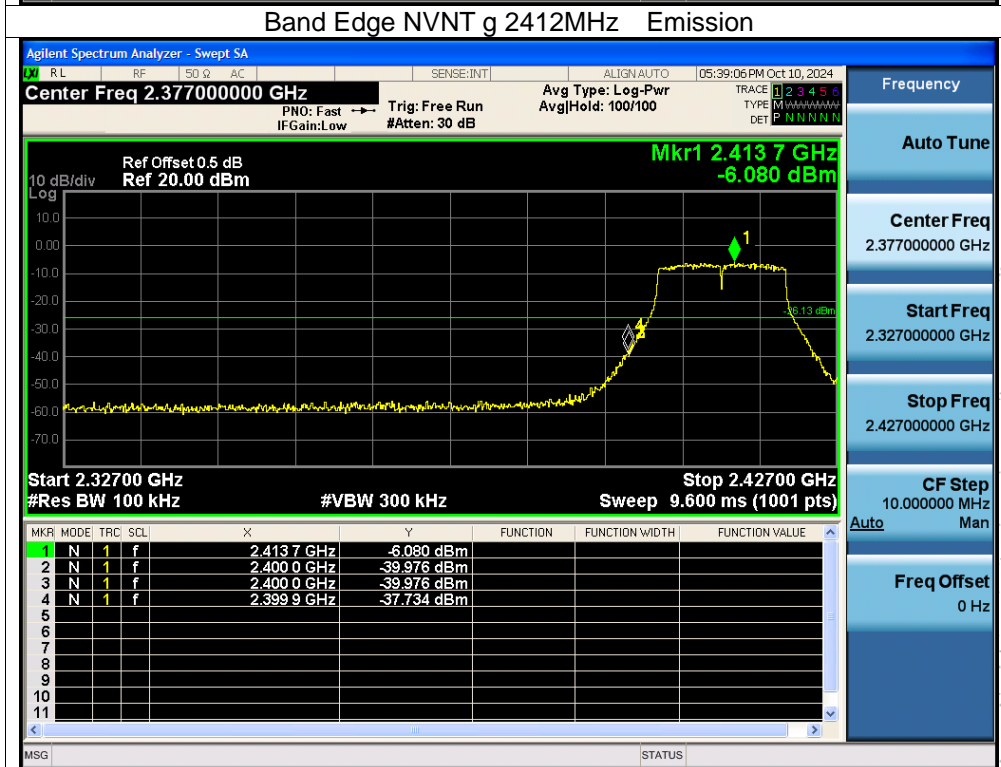 Band Edge NVNT g 2412MHz Emission
Agilent Spectrum Analyzer - Swept SA
LXI RL RF 50 Ω AC SENSE:INT ALIGN AUTO 05:39:06 PM Oct 10, 2024
Center Freq 2.377000000 GHz
PNO: Fast
IFGain:Low
Trig: Free Run
#Atten: 30 dB
Avg Type: Log-Pwr
Avg|Hold: 100/100
TRACE 1 2 3 4 5 6
TYPE M W W W W W
DET P N N N N N
Ref Offset 0.5 dB
10 dB/div Ref 20.00 dBm
Log
Mkr1 2.413 7 GHz
-6.080 dBm
10.0
0.00
-10.0
-20.0
-30.0
-40.0
-50.0
-60.0
-70.0
1
-26.13 dBm
Start 2.32700 GHz Stop 2.42700 GHz
#Res BW 100 kHz #VBW 300 kHz Sweep 9.600 ms (1001 pts)
MKR MODE TRC SCL X Y FUNCTION FUNCTION WIDTH FUNCTION VALUE
1 N 1 f 2.413 7 GHz -6.080 dBm
2 N 1 f 2.400 0 GHz -39.976 dBm
3 N 1 f 2.400 0 GHz -39.976 dBm
4 N 1 f 2.399 9 GHz -37.734 dBm
5
6
7
8
9
10
11
MSG STATUS
Frequency
Auto Tune
Center Freq
2.377000000 GHz
Start Freq
2.327000000 GHz
Stop Freq
2.427000000 GHz
CF Step
10.000000 MHz
Auto Man
Freq Offset
0 Hz